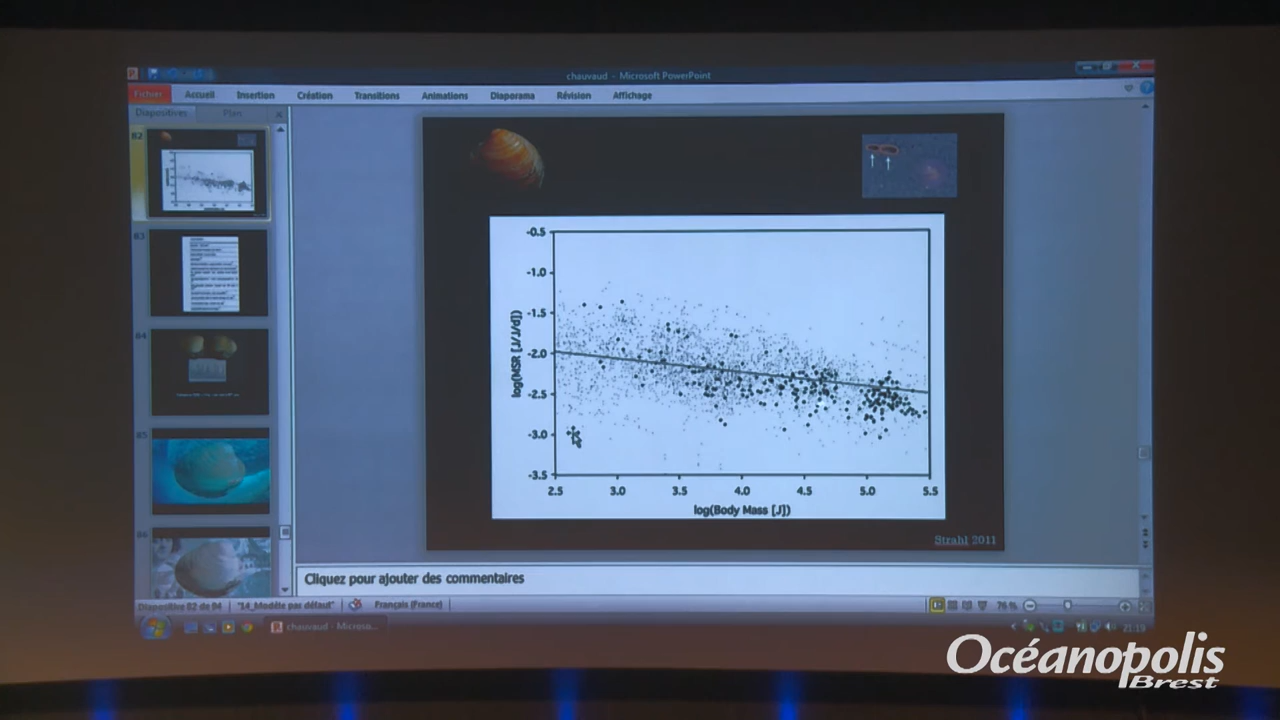 chauvaud - Microsoft PowerPoint
Fichier Accueil Insertion Création Transitions Animations Diaporama Révision Affichage
Diapositives Plan
82
83
84
85
86
-0.5
-1.0
-1.5
-2.0
-2.5
-3.0
-3.5
log(MSR [J/J/d])
2.5 3.0 3.5 4.0 4.5 5.0 5.5
log(Body Mass [J])
Strahl 2011
Cliquez pour ajouter des commentaires
Diapositive 82 de 94 "14_Modèle par défaut" Français (France) 76 %
chauvaud - Microso...
21:19
Océanopolis
Brest